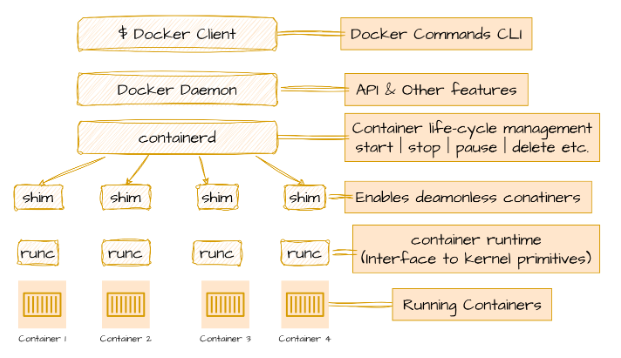 $ Docker Client
Docker Commands CLI
Docker Daemon
API & Other features
containerd
Container life-cycle management
start | stop | pause | delete etc.
shim
shim
shim
shim
Enables deamonless conatiners
runc
runc
runc
runc
container runtime
(Interface to kernel primitives)
Running Containers
Container 1
Container 2
Container 3
Container 4